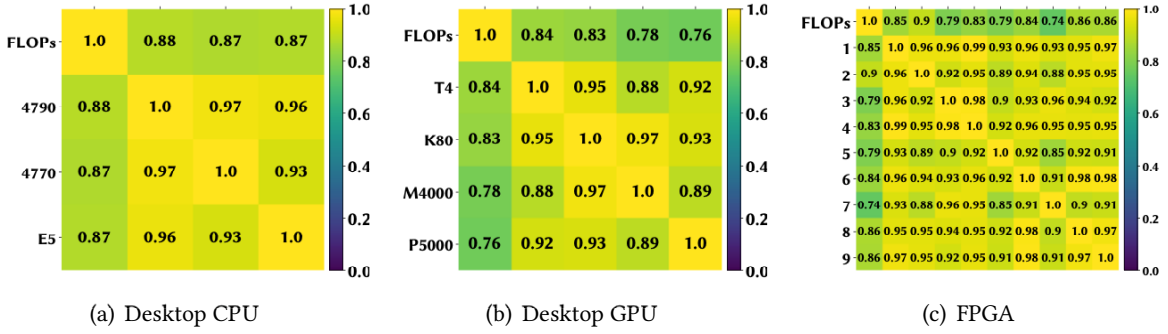 FLOPs 1.0 0.88 0.87 0.87
4790 0.88 1.0 0.97 0.96
4770 0.87 0.97 1.0 0.93
E5 0.87 0.96 0.93 1.0
1.0
0.8
0.6
0.4
0.2
0.0
(a) Desktop CPU
FLOPs 1.0 0.84 0.83 0.78 0.76
T4 0.84 1.0 0.95 0.88 0.92
K80 0.83 0.95 1.0 0.97 0.93
M4000 0.78 0.88 0.97 1.0 0.89
P5000 0.76 0.92 0.93 0.89 1.0
1.0
0.8
0.6
0.4
0.2
0.0
(b) Desktop GPU
FLOPs 1.0 0.85 0.9 0.79 0.83 0.79 0.84 0.74 0.86 0.86
1 0.85 1.0 0.96 0.96 0.99 0.93 0.96 0.93 0.95 0.97
2 0.9 0.96 1.0 0.92 0.95 0.89 0.94 0.88 0.95 0.95
3 0.79 0.96 0.92 1.0 0.98 0.9 0.93 0.96 0.94 0.92
4 0.83 0.99 0.95 0.98 1.0 0.92 0.96 0.95 0.95 0.95
5 0.79 0.93 0.89 0.9 0.92 1.0 0.92 0.85 0.92 0.91
6 0.84 0.96 0.94 0.93 0.96 0.92 1.0 0.91 0.98 0.98
7 0.74 0.93 0.88 0.96 0.95 0.85 0.91 1.0 0.9 0.91
8 0.86 0.95 0.95 0.94 0.95 0.92 0.98 0.9 1.0 0.97
9 0.86 0.97 0.95 0.92 0.95 0.91 0.98 0.91 0.97 1.0
1.0
0.8
0.6
0.4
0.2
0.0
(c) FPGA